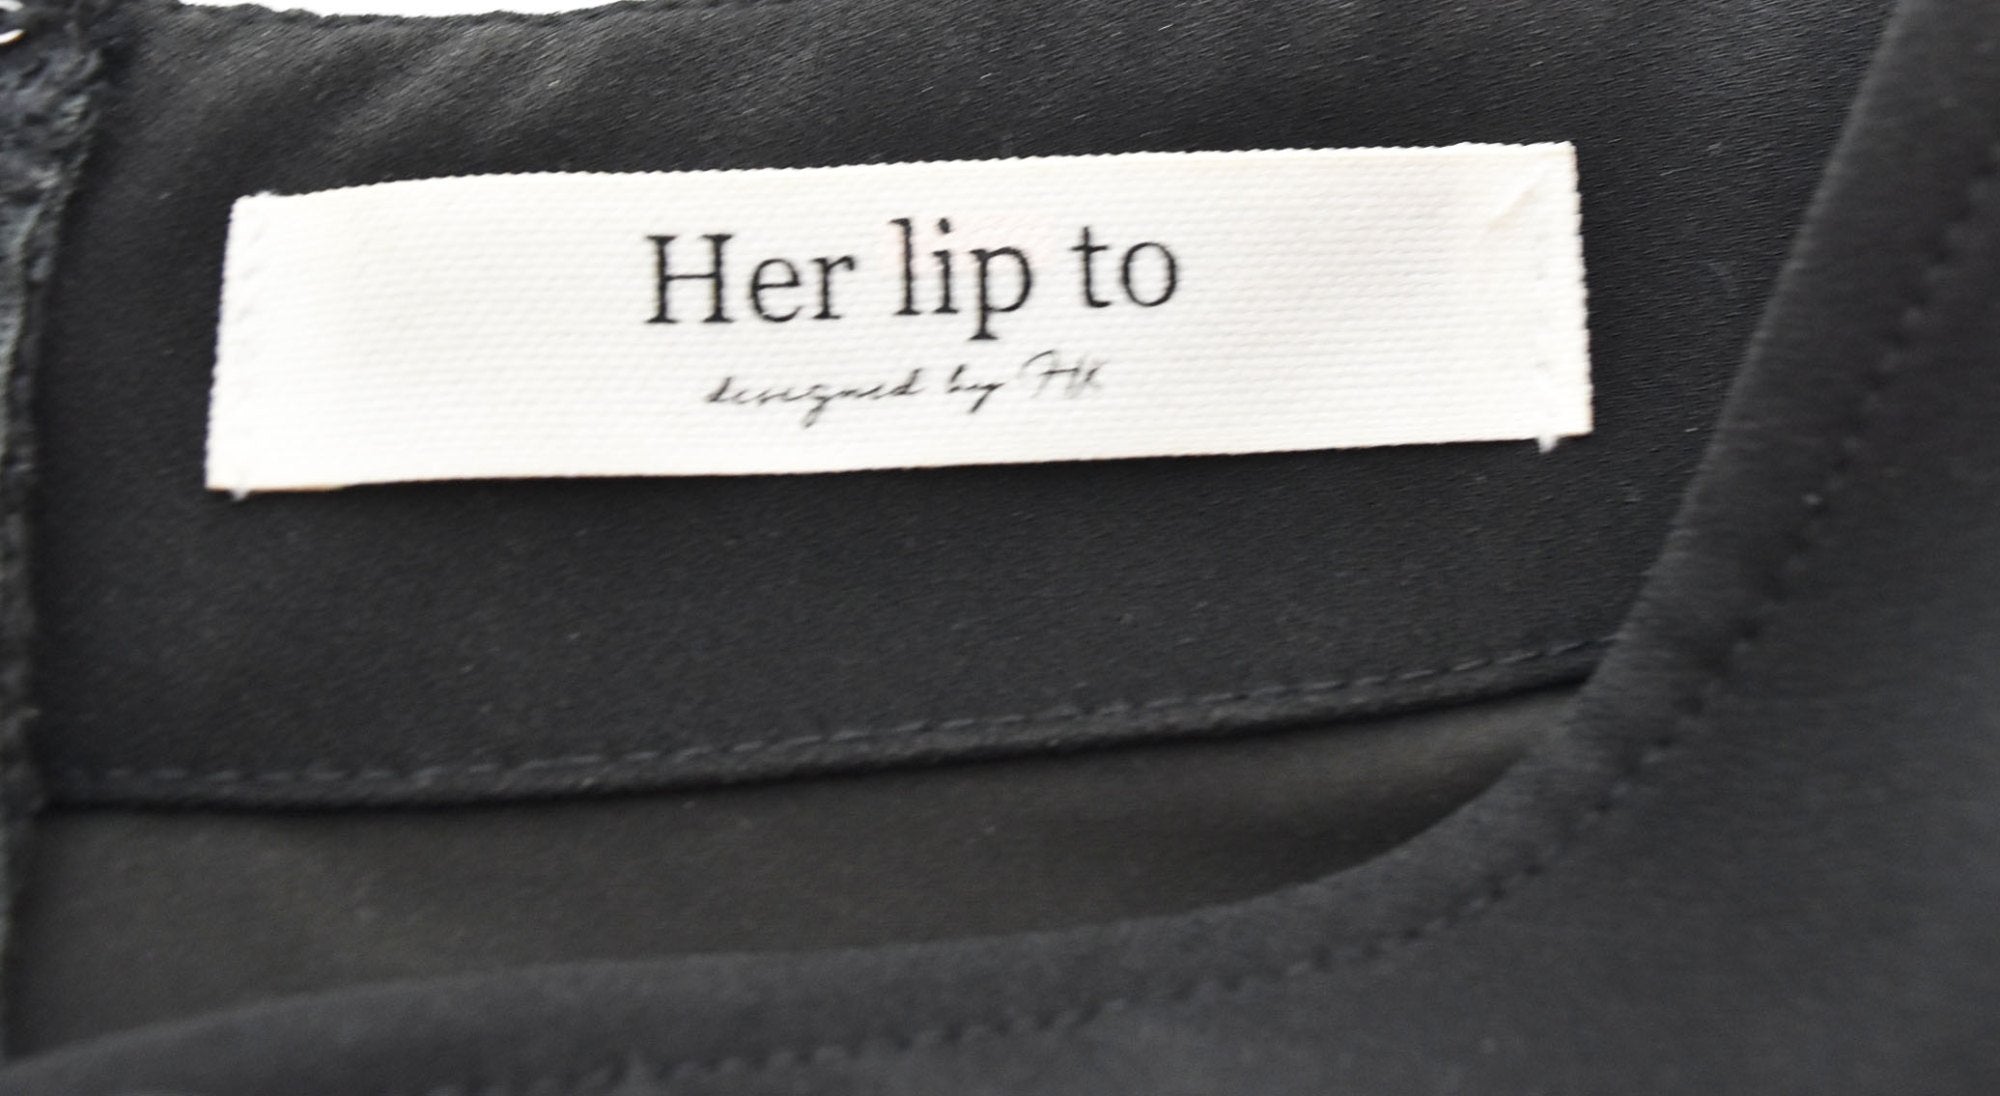 Her lip to
designed by HK